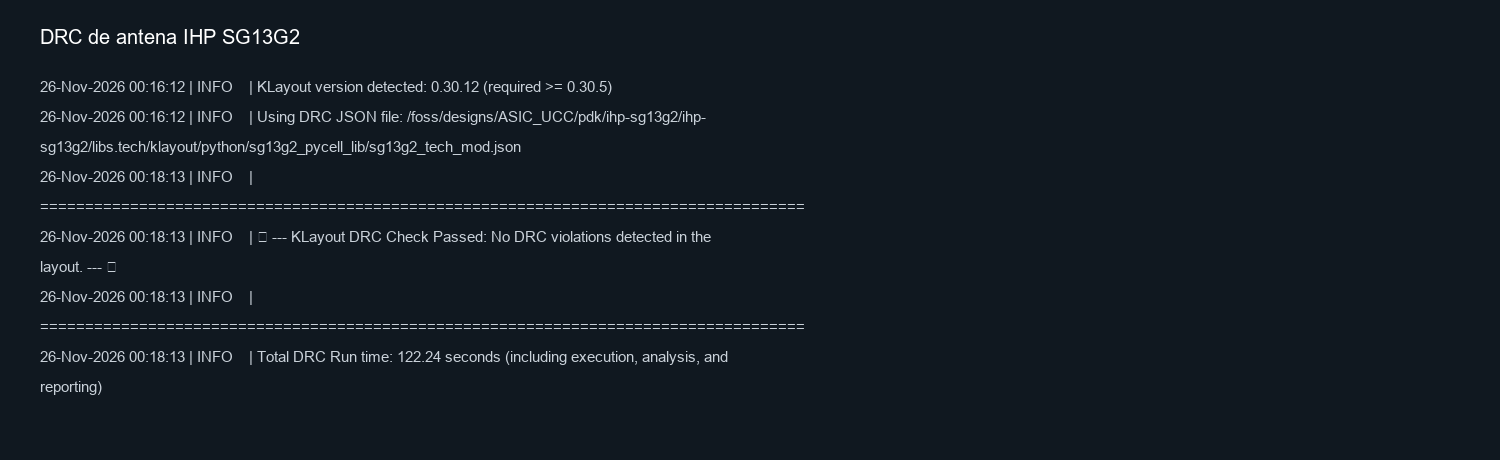 DRC de antena IHP SG13G2
26-Nov-2026 00:16:12 | INFO    | KLayout version detected: 0.30.12 (required >= 0.30.5)
26-Nov-2026 00:16:12 | INFO    | Using DRC JSON file: /foss/designs/ASIC_UCC/pdk/ihp-sg13g2/ihp-
sg13g2/libs.tech/klayout/python/sg13g2_pycell_lib/sg13g2_tech_mod.json
26-Nov-2026 00:18:13 | INFO    |
=====================================================================================
26-Nov-2026 00:18:13 | INFO    | ▯ --- KLayout DRC Check Passed: No DRC violations detected in the
layout. --- ▯
26-Nov-2026 00:18:13 | INFO    |
=====================================================================================
26-Nov-2026 00:18:13 | INFO    | Total DRC Run time: 122.24 seconds (including execution, analysis, and
reporting)